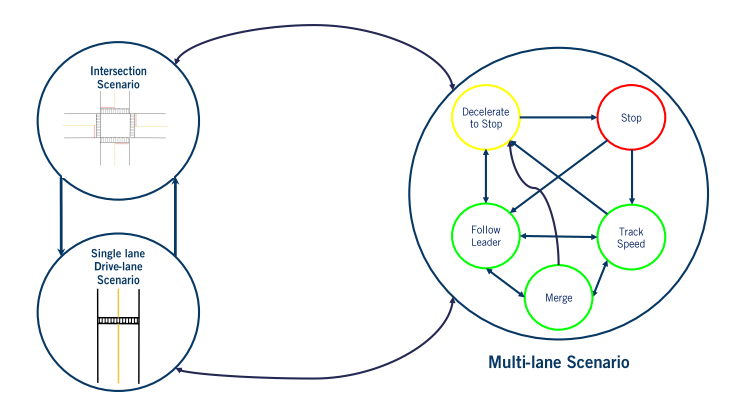 Intersection
Scenario
Single lane
Drive-lane
Scenario
Decelerate
to Stop
Stop
Follow
Leader
Track
Speed
Merge
Multi-lane Scenario